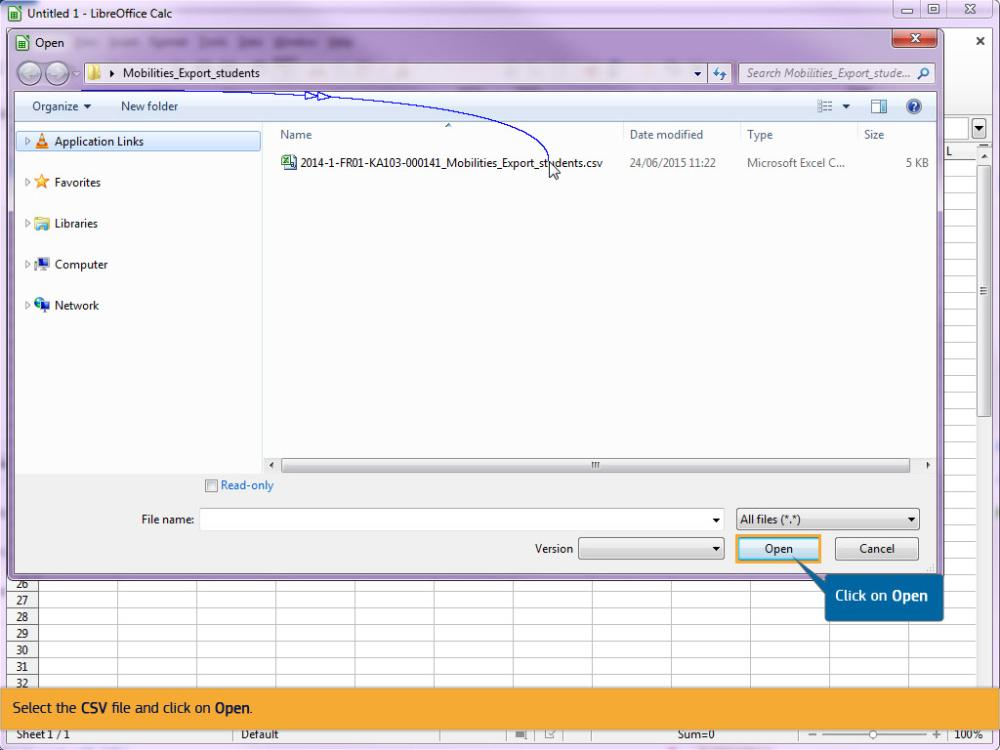 Untitled 1 - LibreOffice Calc
Open
Mobilities_Export_students
Search Mobilities_Export_stude...
Organize
New folder
Application Links
Favorites
Libraries
Computer
Network
Name
Date modified
Type
Size
2014-1-FR01-KA103-000141_Mobilities_Export_students.csv
24/06/2015 11:22
Microsoft Excel C...
5 KB
Read-only
File name:
All files (*.*)
Version
Open
Cancel
Click on Open
L
26
27
28
29
30
31
32
Select the CSV file and click on Open.
Sheet 1 / 1
Default
Sum=0
100%